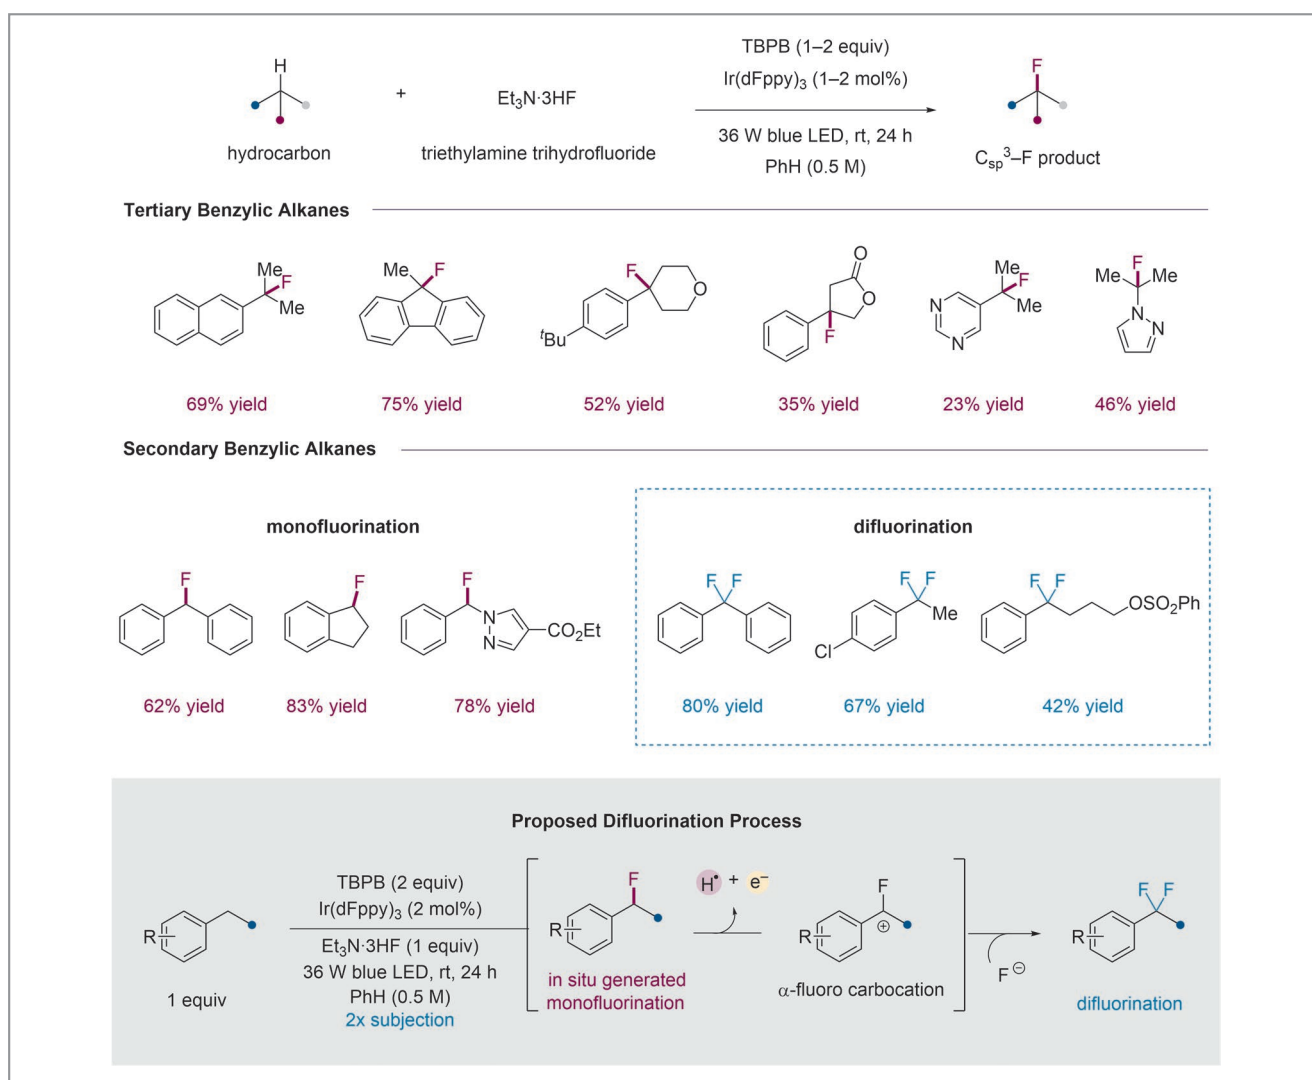 H
+
Et₃N·3HF
TBPB (1–2 equiv)
Ir(dFppy)₃ (1–2 mol%)
36 W blue LED, rt, 24 h
PhH (0.5 M)
F
hydrocarbon
triethylamine trihydrofluoride
Cₛₚ³–F product
Tertiary Benzylic Alkanes
Me
F
Me
Me
F
F
O
ᵗBu
O
O
F
Me
F
Me
N
N
F
Me
Me
N
N
69% yield
75% yield
52% yield
35% yield
23% yield
46% yield
Secondary Benzylic Alkanes
monofluorination
difluorination
F
F
F
N
N
CO₂Et
F F
F F
Me
Cl
F F
OSO₂Ph
62% yield
83% yield
78% yield
80% yield
67% yield
42% yield
Proposed Difluorination Process
R
1 equiv
TBPB (2 equiv)
Ir(dFppy)₃ (2 mol%)
Et₃N·3HF (1 equiv)
36 W blue LED, rt, 24 h
PhH (0.5 M)
2x subjection
F
R
in situ generated
monofluorination
H• + e⁻
F
R
⊕
α-fluoro carbocation
F⊖
F F
R
difluorination